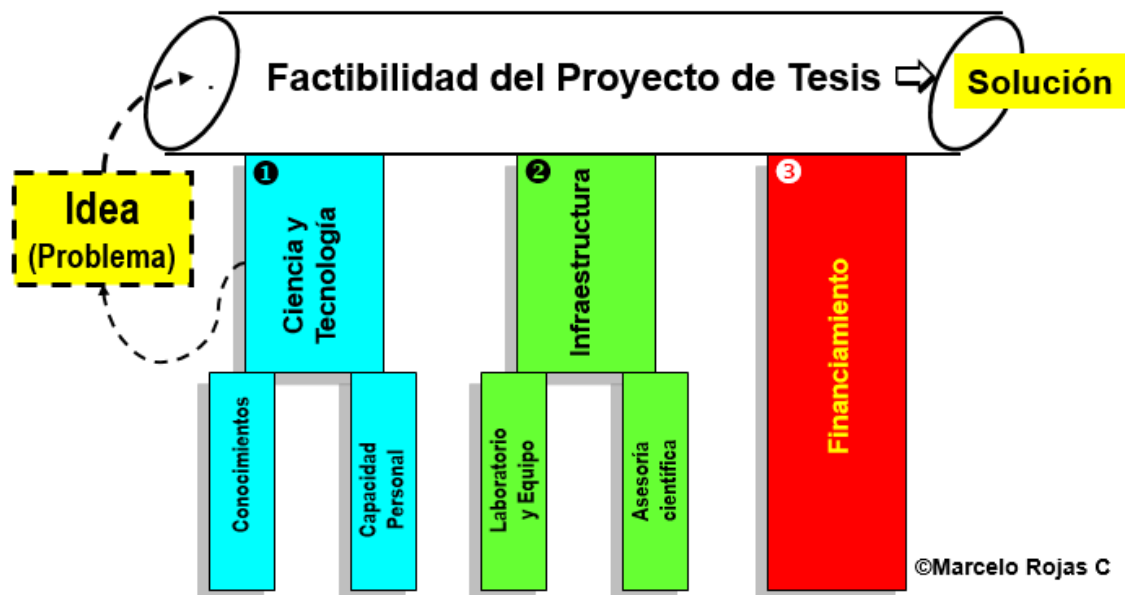 Factibilidad del Proyecto de Tesis
Solución
Idea
(Problema)
❶
Ciencia y
Tecnología
Conocimientos
Capacidad
Personal
❷
Infraestructura
Laboratorio
y Equipo
Asesoría
científica
❸
Financiamiento
©Marcelo Rojas C